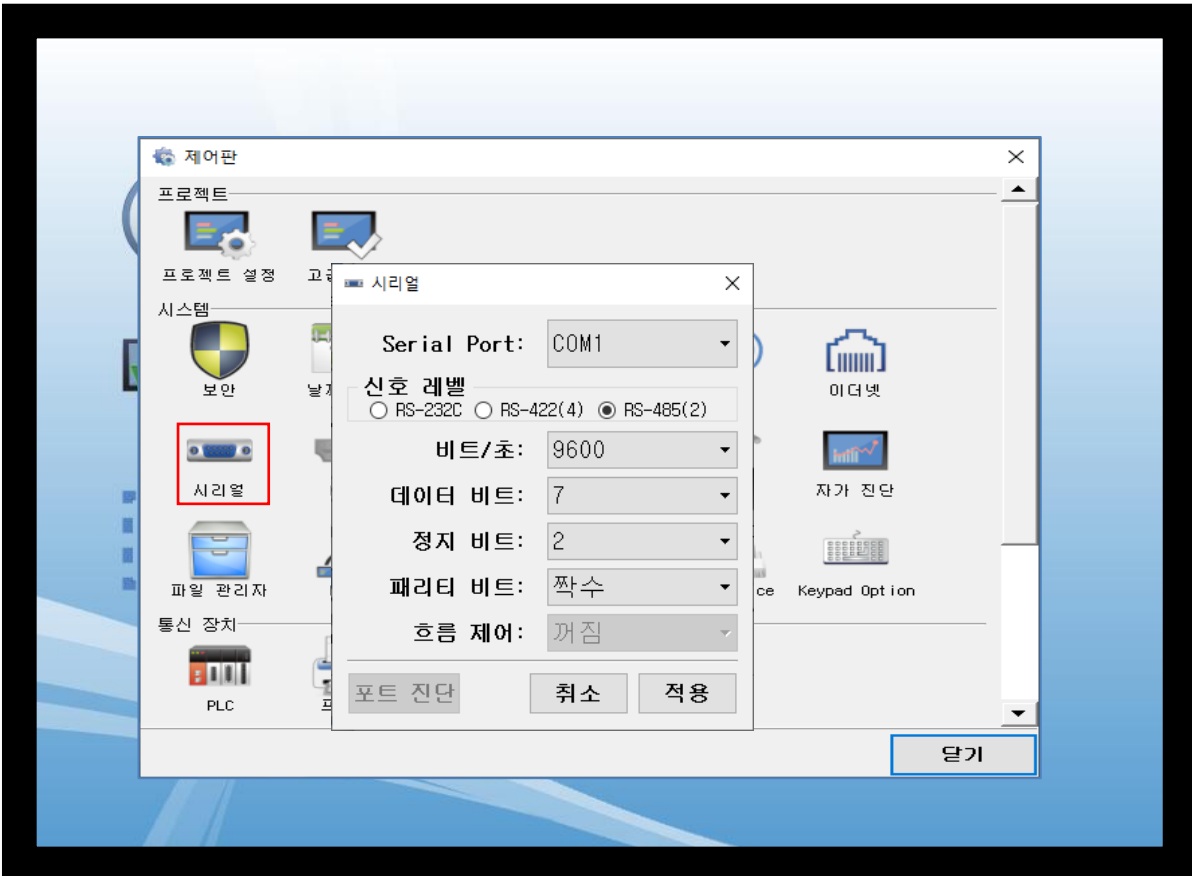 제어판
프로젝트
프로젝트 설정
시리얼
시스템
Serial Port: COM1
신호 레벨
RS-232C RS-422(4) RS-485(2)
보안
이더넷
비트/초: 9600
데이터 비트: 7
시리얼
자가 진단
정지 비트: 2
패리티 비트: 짝수
파일 관리자
ce
Keypad Option
통신 장치
흐름 제어: 꺼짐
포트 진단 취소 적용
PLC
닫기